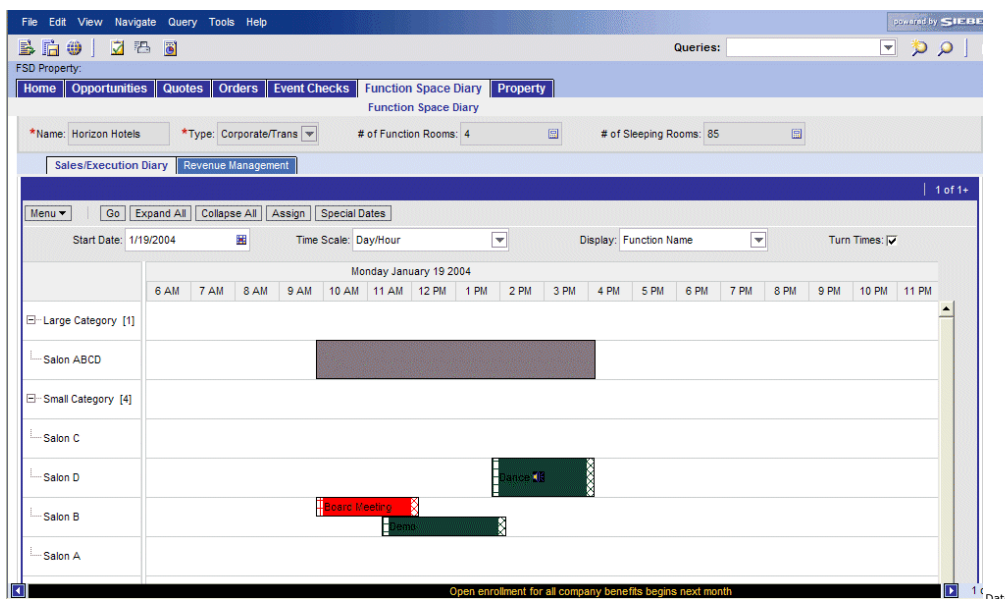 File Edit View Navigate Query Tools Help powered by SIEBE
Queries:
FSD Property:
Home Opportunities Quotes Orders Event Checks Function Space Diary Property
Function Space Diary
*Name: Horizon Hotels *Type: Corporate/Trans # of Function Rooms: 4 # of Sleeping Rooms: 85
Sales/Execution Diary Revenue Management
1 of 1+
Menu Go Expand All Collapse All Assign Special Dates
Start Date: 1/19/2004 Time Scale: Day/Hour Display: Function Name Turn Times:
Monday January 19 2004
6 AM 7 AM 8 AM 9 AM 10 AM 11 AM 12 PM 1 PM 2 PM 3 PM 4 PM 5 PM 6 PM 7 PM 8 PM 9 PM 10 PM 11 PM
Large Category [1]
Salon ABCD
Small Category [4]
Salon C
Salon D Dance
Board Meeting
Salon B
Demo
Salon A
Open enrollment for all company benefits begins next month